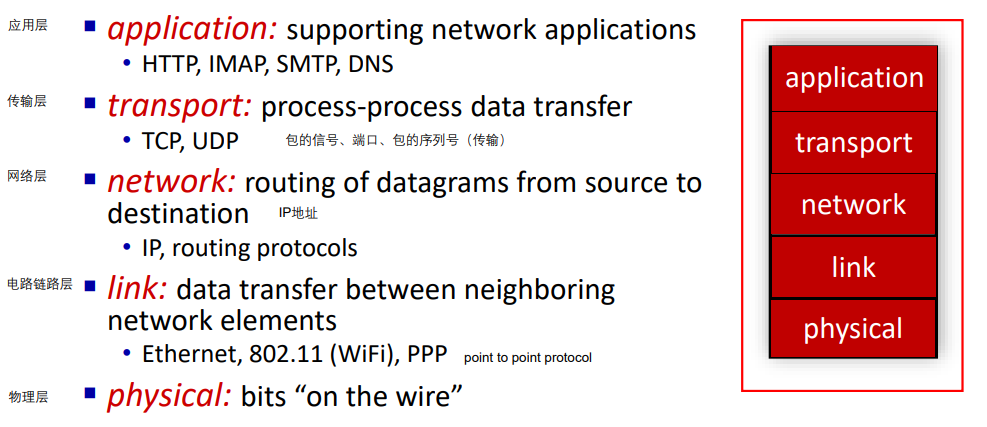 应用层
application: supporting network applications
HTTP, IMAP, SMTP, DNS
传输层
transport: process-process data transfer
TCP, UDP 包的信号、端口、包的序列号（传输）
网络层
network: routing of datagrams from source to
destination IP地址
IP, routing protocols
电路链路层
link: data transfer between neighboring
network elements
Ethernet, 802.11 (WiFi), PPP point to point protocol
物理层
physical: bits “on the wire”
application
transport
network
link
physical